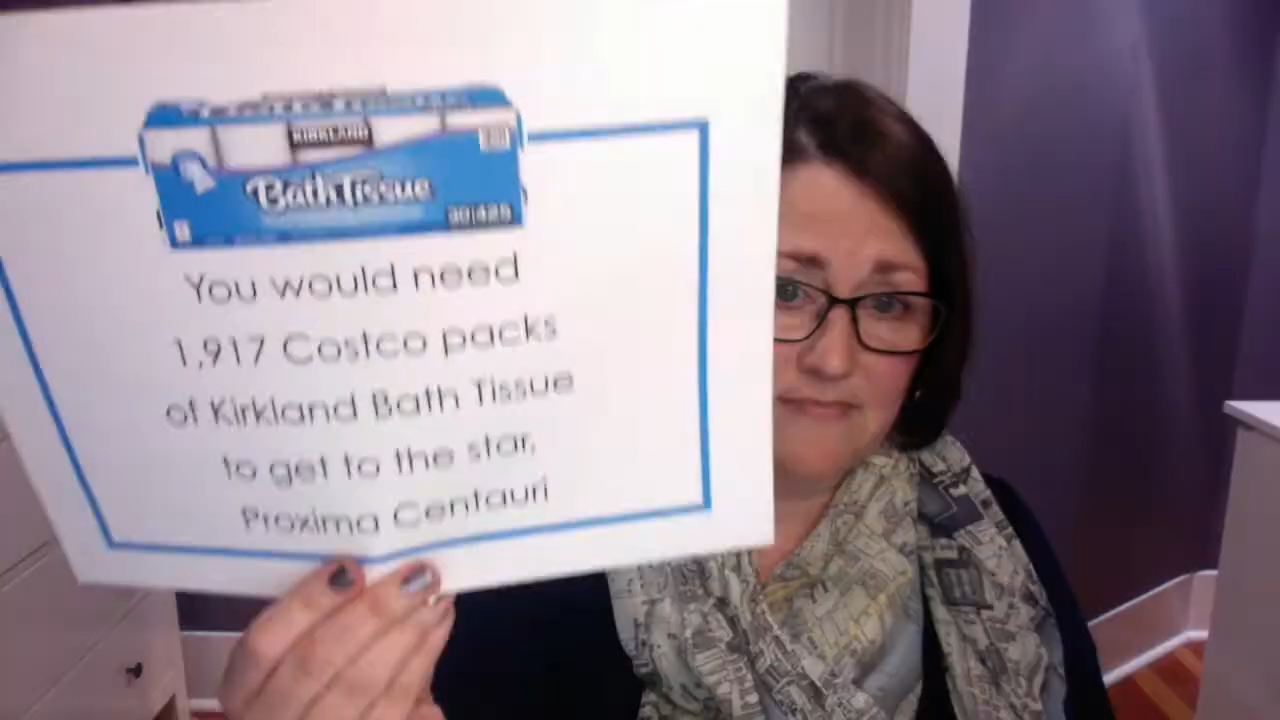 KIRKLAND
Bath Tissue
You would need
1,917 Costco packs
of Kirkland Bath Tissue
to get to the star,
Proxima Centauri